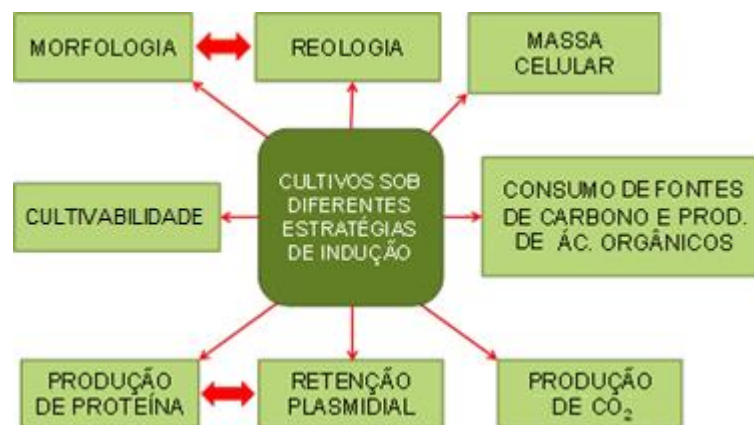 MORFOLOGIA
REOLOGIA
MASSA
CELULAR
CULTIVABILIDADE
CULTIVOS SOB
DIFERENTES
ESTRATÉGIAS
DE INDUÇÃO
CONSUMO DE FONTES
DE CARBONO E PROD.
DE ÁC. ORGÂNICOS
PRODUÇÃO
DE PROTEÍNA
RETENÇÃO
PLASMIDIAL
PRODUÇÃO
DE CO₂